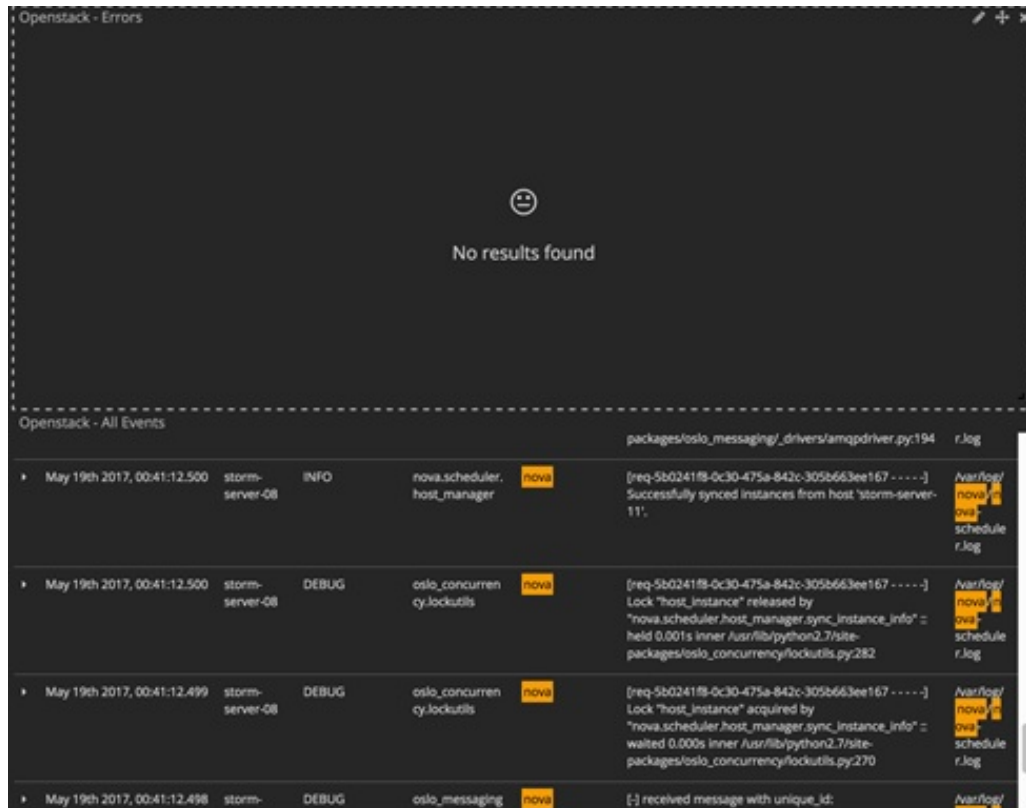 Openstack - Errors
No results found
Openstack - All Events
packages/oslo_messaging/_drivers/amqpdriver.py:194
r.log
May 19th 2017, 00:41:12.500
storm-
server-08
INFO
nova.scheduler.
host_manager
nova
[req-5b0241f8-0c30-475a-842c-305b663ee167 - - - - -]
Successfully synced instances from host 'storm-server-
11'.
/var/log/
nova/n
ova-
schedule
r.log
May 19th 2017, 00:41:12.500
storm-
server-08
DEBUG
oslo_concurren
cy.lockutils
nova
[req-5b0241f8-0c30-475a-842c-305b663ee167 - - - - -]
Lock "host_instance" released by
"nova.scheduler.host_manager.sync_instance_info" ::
held 0.001s inner /usr/lib/python2.7/site-
packages/oslo_concurrency/lockutils.py:282
/var/log/
nova/n
ova-
schedule
r.log
May 19th 2017, 00:41:12.499
storm-
server-08
DEBUG
oslo_concurren
cy.lockutils
nova
[req-5b0241f8-0c30-475a-842c-305b663ee167 - - - - -]
Lock "host_instance" acquired by
"nova.scheduler.host_manager.sync_instance_info" ::
waited 0.000s inner /usr/lib/python2.7/site-
packages/oslo_concurrency/lockutils.py:270
/var/log/
nova/n
ova-
schedule
r.log
May 19th 2017, 00:41:12.498
storm-
DEBUG
oslo_messaging
nova
[-] received message with unique_id:
/var/log/